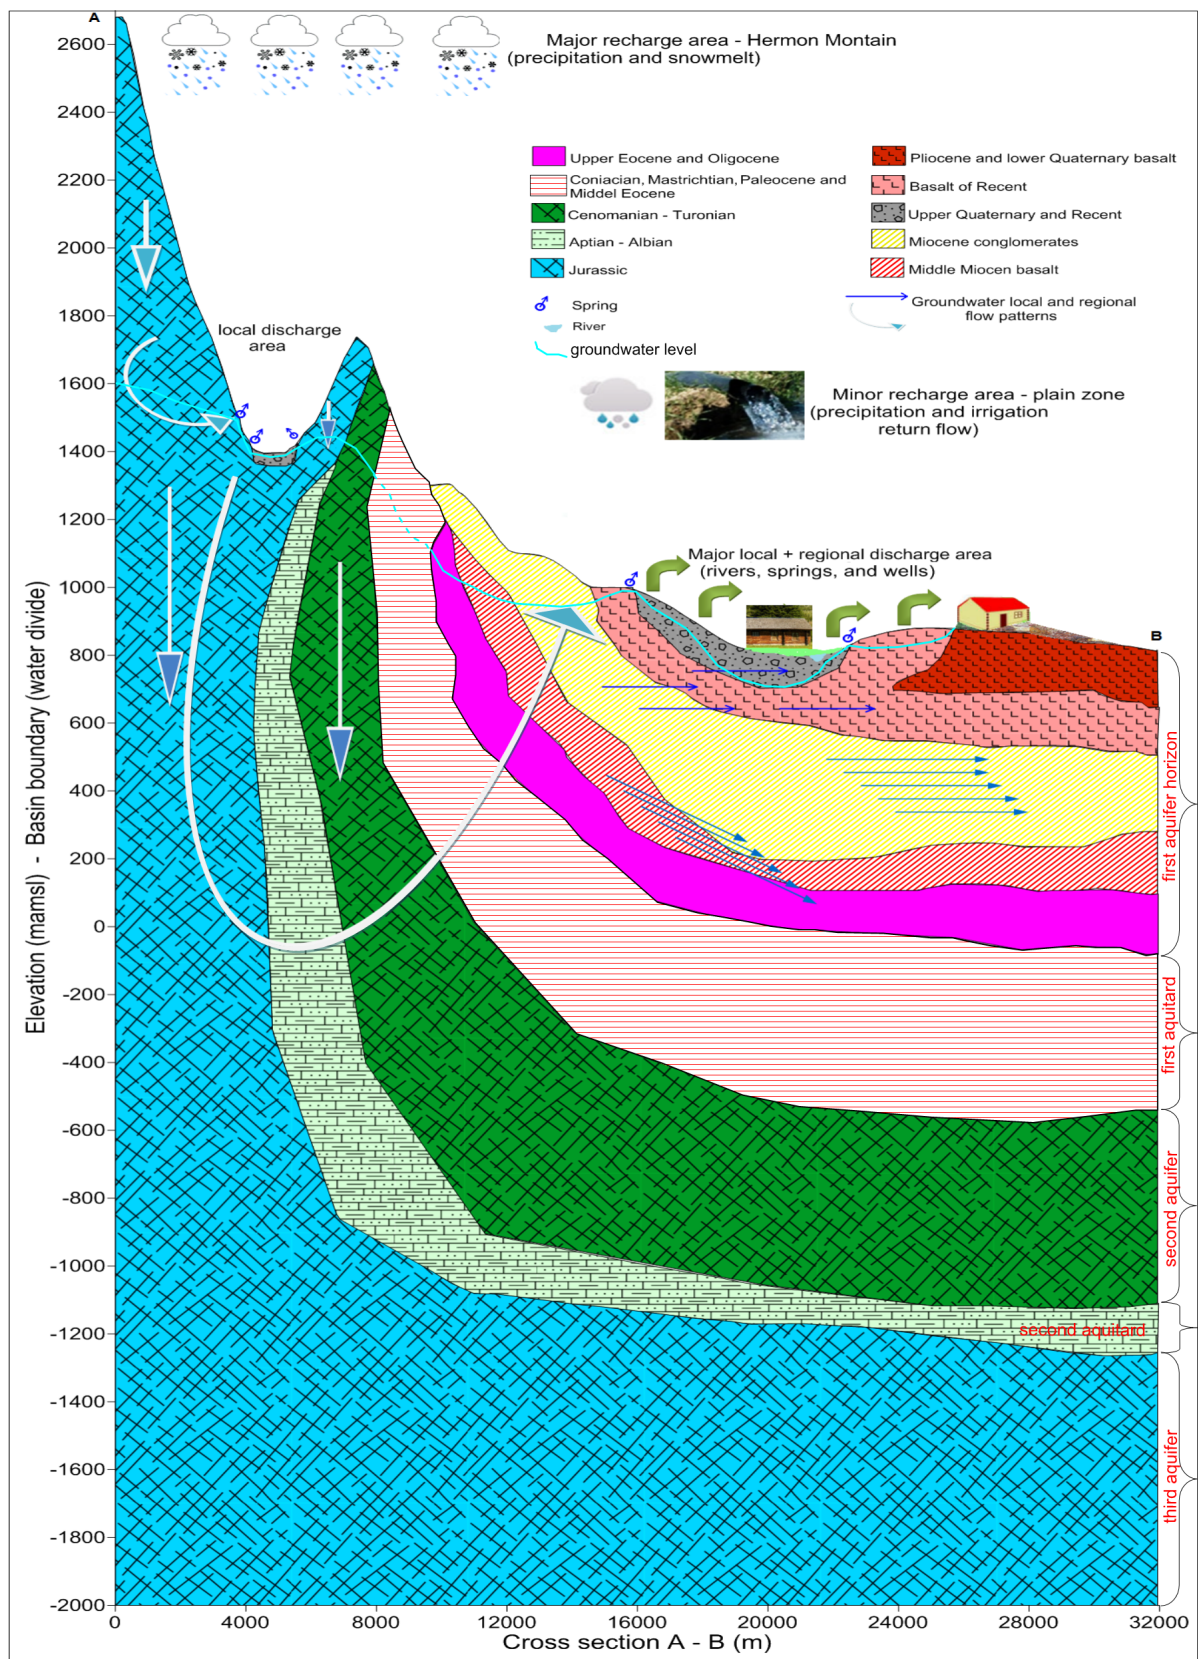 A
Major recharge area - Hermon Montain
(precipitation and snowmelt)
Upper Eocene and Oligocene
Coniacian, Mastrichtian, Paleocene and
Middel Eocene
Cenomanian - Turonian
Aptian - Albian
Jurassic
Spring
River
groundwater level
Pliocene and lower Quaternary basalt
Basalt of Recent
Upper Quaternary and Recent
Miocene conglomerates
Middle Miocen basalt
Groundwater local and regional
flow patterns
local discharge
area
Minor recharge area - plain zone
(precipitation and irrigation
return flow)
Major local + regional discharge area
(rivers, springs, and wells)
B
first aquifer horizon
first aquitard
second aquifer
second aquitard
third aquifer
Elevation (mamsl) - Basin boundary (water divide)
2600
2400
2200
2000
1800
1600
1400
1200
1000
800
600
400
200
0
-200
-400
-600
-800
-1000
-1200
-1400
-1600
-1800
-2000
0 4000 8000 12000 16000 20000 24000 28000 32000
Cross section A - B (m)